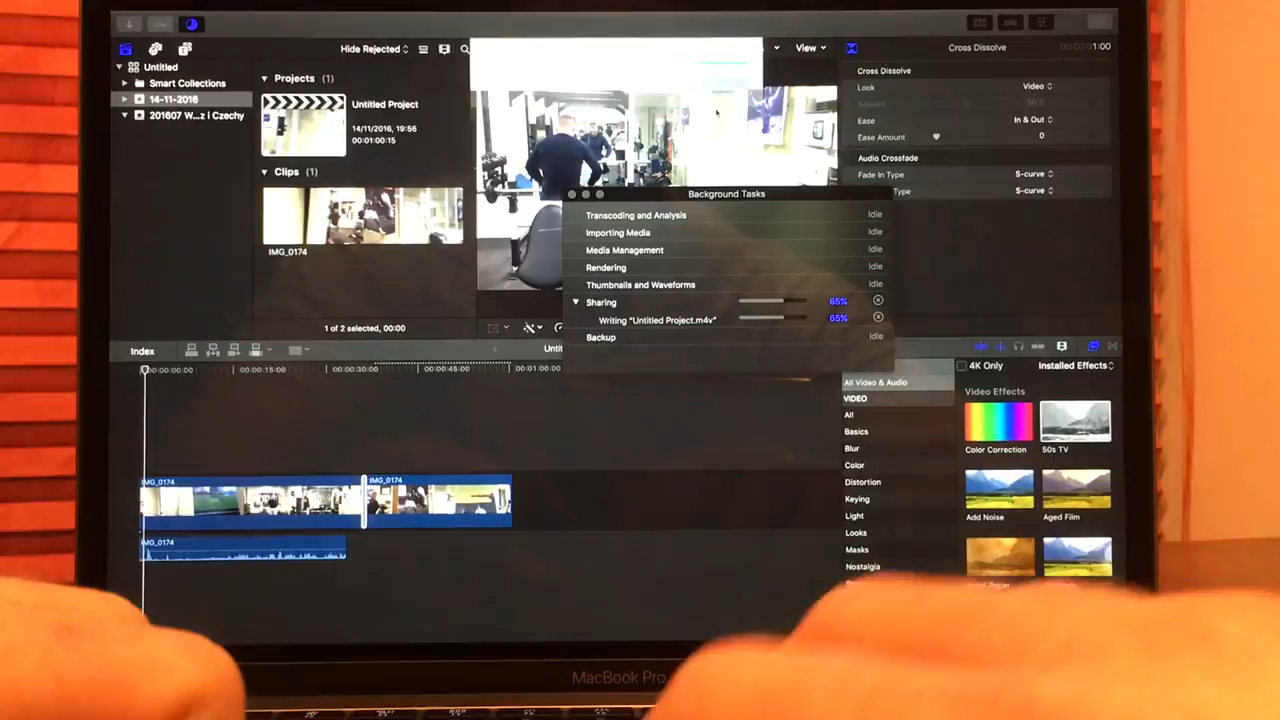 Hide Rejected
View
Cross Dissolve
1:00
Untitled
Smart Collections
14-11-2016
201607 W...z i Czechy
Projects (1)
Untitled Project
14/11/2016, 19:56
00:01:00:15
Clips (1)
IMG_0174
1 of 2 selected, 00:00
Cross Dissolve
Look
Video
Amount
50.0
Ease
In & Out
Ease Amount
0
Audio Crossfade
Fade In Type
S-curve
Type
S-curve
Background Tasks
Transcoding and Analysis
Idle
Importing Media
Idle
Media Management
Idle
Rendering
Idle
Thumbnails and Waveforms
Idle
Sharing
65%
Writing "Untitled Project.m4v"
65%
Backup
Idle
Index
Untit
00:00:00:00
00:00:15:00
00:00:30:00
00:00:45:00
00:01:00:00
IMG_0174
IMG_0174
IMG_0174
All Video & Audio
VIDEO
All
Basics
Blur
Color
Distortion
Keying
Light
Looks
Masks
Nostalgia
4K Only
Installed Effects
Video Effects
Color Correction
50s TV
Add Noise
Aged Film
MacBook Pro